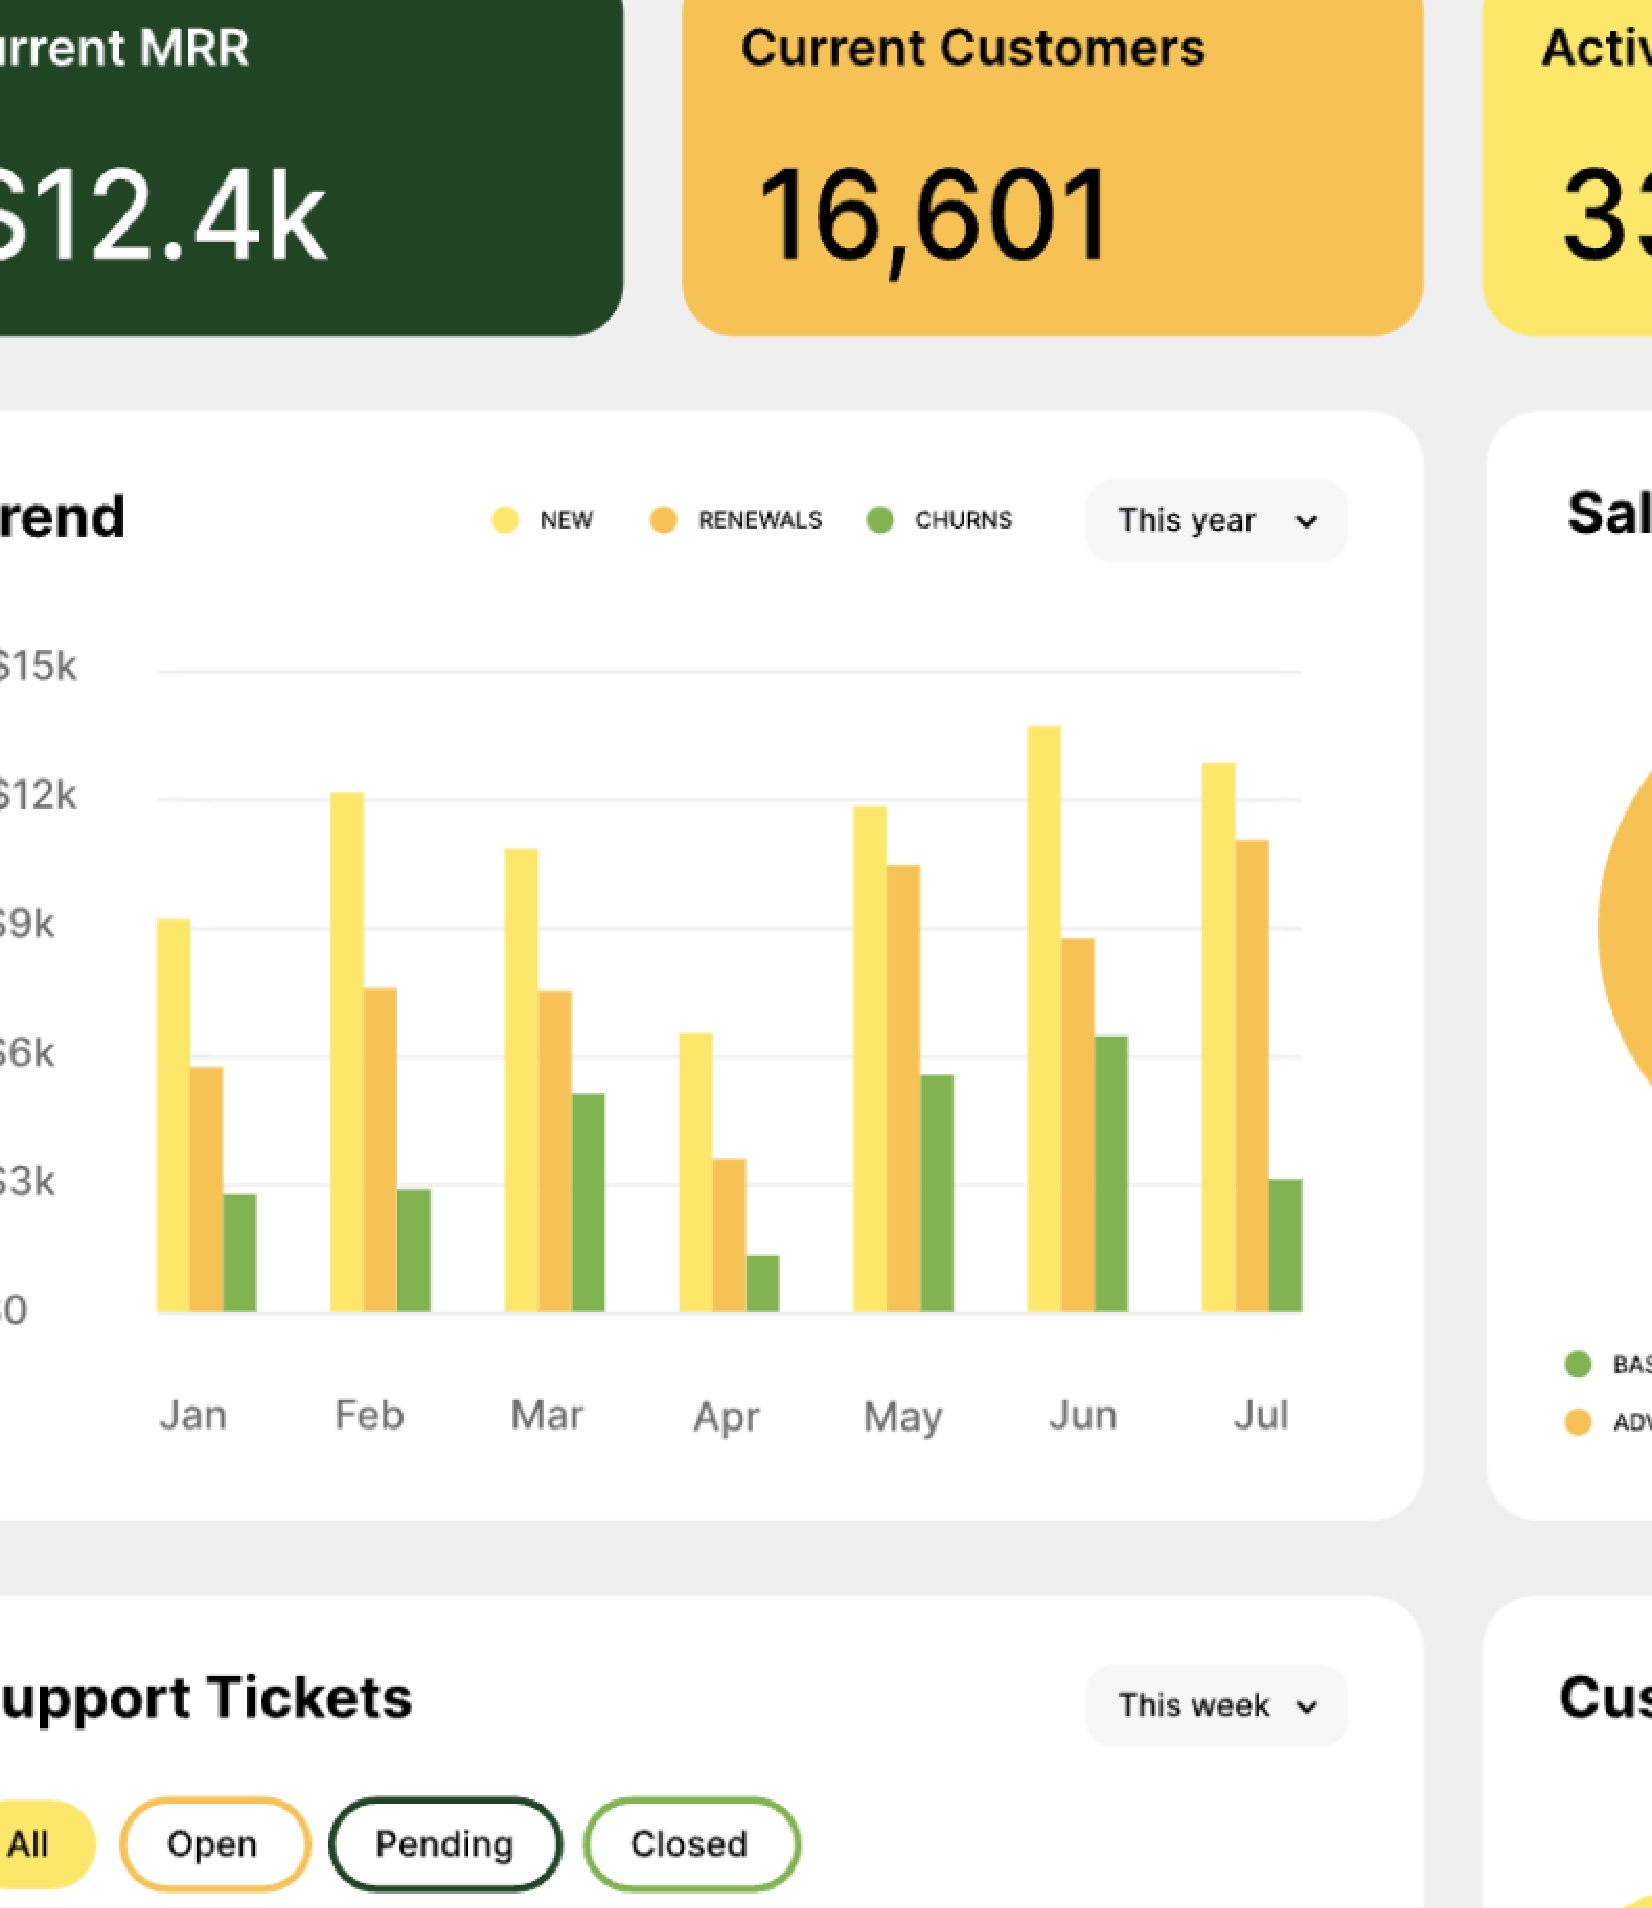 urrent MRR
Current Customers
Activ
$12.4k
16,601
33
rend
NEW
RENEWALS
CHURNS
This year
Sal
$15k
$12k
$9k
$6k
$3k
0
Jan
Feb
Mar
Apr
May
Jun
Jul
BAS
ADV
upport Tickets
This week
Cus
All
Open
Pending
Closed